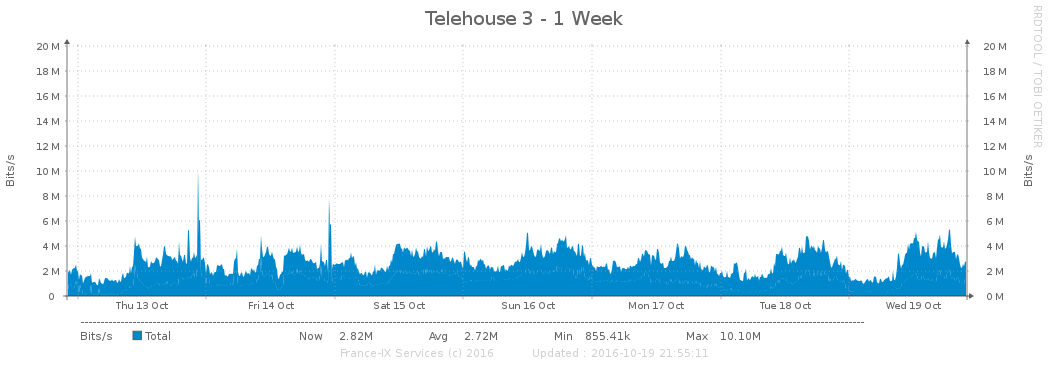 Telehouse 3 - 1 Week
RRDTOOL / TOBI OETIKER
Bits/s
20 M 20 M
18 M 18 M
16 M 16 M
14 M 14 M
12 M 12 M
10 M 10 M
8 M 8 M
6 M 6 M
4 M 4 M
2 M 2 M
0 0 M
Bits/s
Thu 13 Oct Fri 14 Oct Sat 15 Oct Sun 16 Oct Mon 17 Oct Tue 18 Oct Wed 19 Oct
Bits/s Total Now 2.82M Avg 2.72M Min 855.41k Max 10.10M
France-IX Services (c) 2016 Updated : 2016-10-19 21:55:11